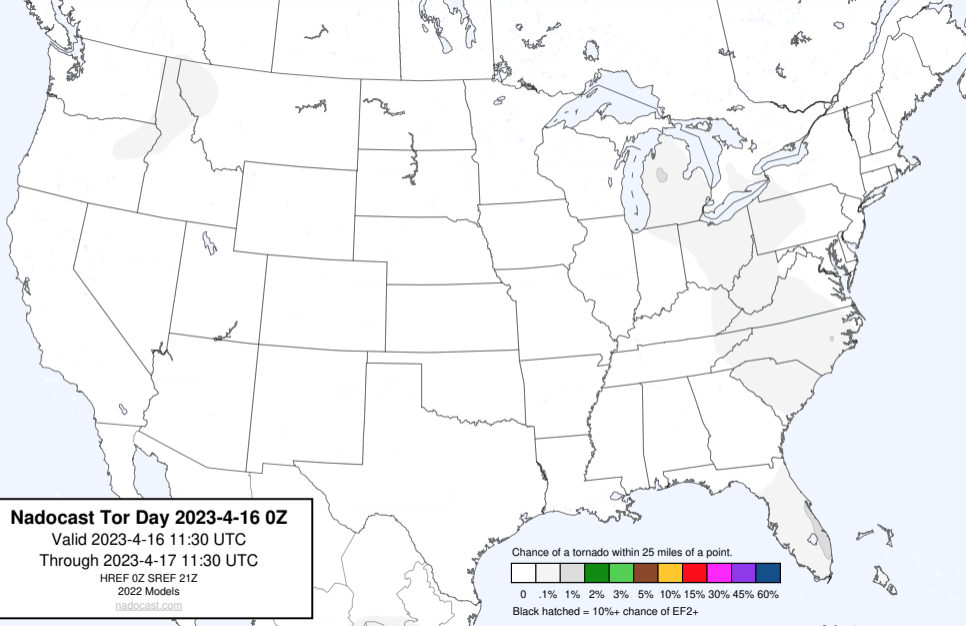 Nadocast Tor Day 2023-4-16 0Z
Valid 2023-4-16 11:30 UTC
Through 2023-4-17 11:30 UTC
HREF 0Z SREF 21Z
2022 Models
nadocast.com
Chance of a tornado within 25 miles of a point.
0 .1% 1% 2% 3% 5% 10% 15% 30% 45% 60%
Black hatched = 10%+ chance of EF2+